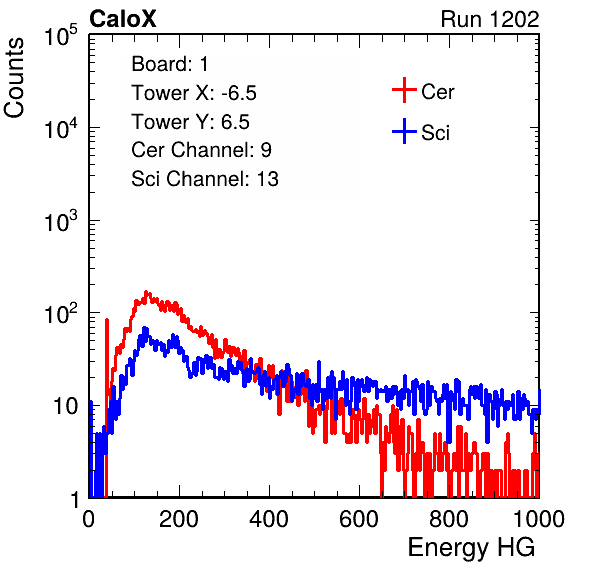 CaloX Run 1202
Counts
10^5
10^4
10^3
10^2
10
1
Board: 1
Tower X: -6.5
Tower Y: 6.5
Cer Channel: 9
Sci Channel: 13
Cer
Sci
0 200 400 600 800 1000
Energy HG